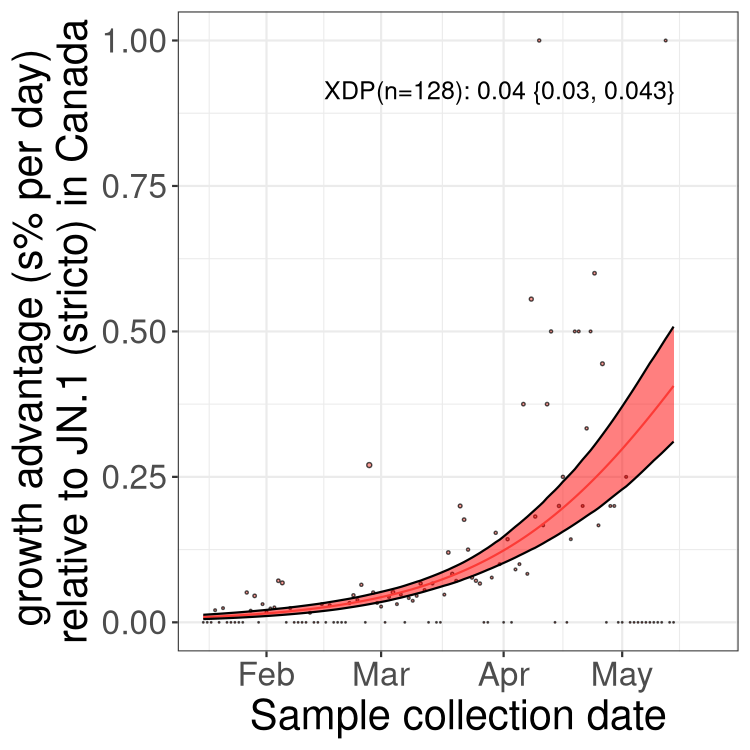 growth advantage (s% per day)
relative to JN.1 (stricto) in Canada
1.00
0.75
0.50
0.25
0.00
XDP(n=128): 0.04 {0.03, 0.043}
Feb Mar Apr May
Sample collection date